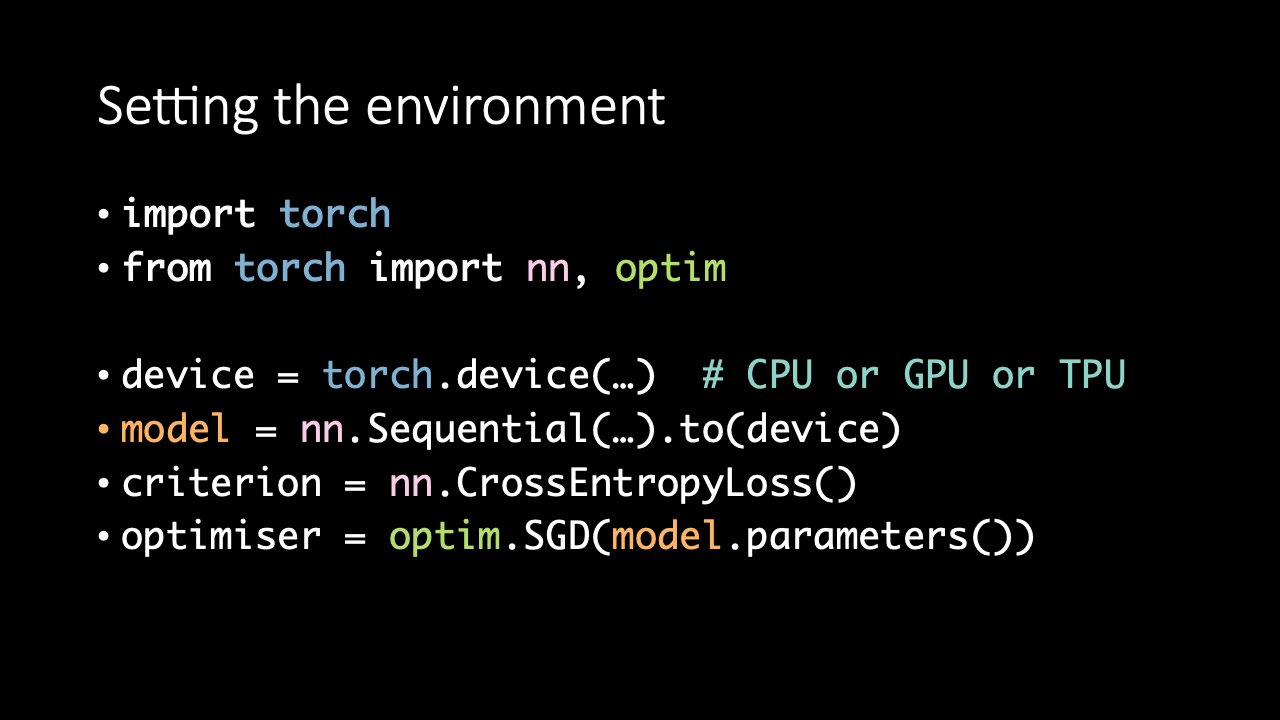 Setting the environment
• import torch
• from torch import nn, optim
• device = torch.device(…)  # CPU or GPU or TPU
• model = nn.Sequential(…).to(device)
• criterion = nn.CrossEntropyLoss()
• optimiser = optim.SGD(model.parameters())